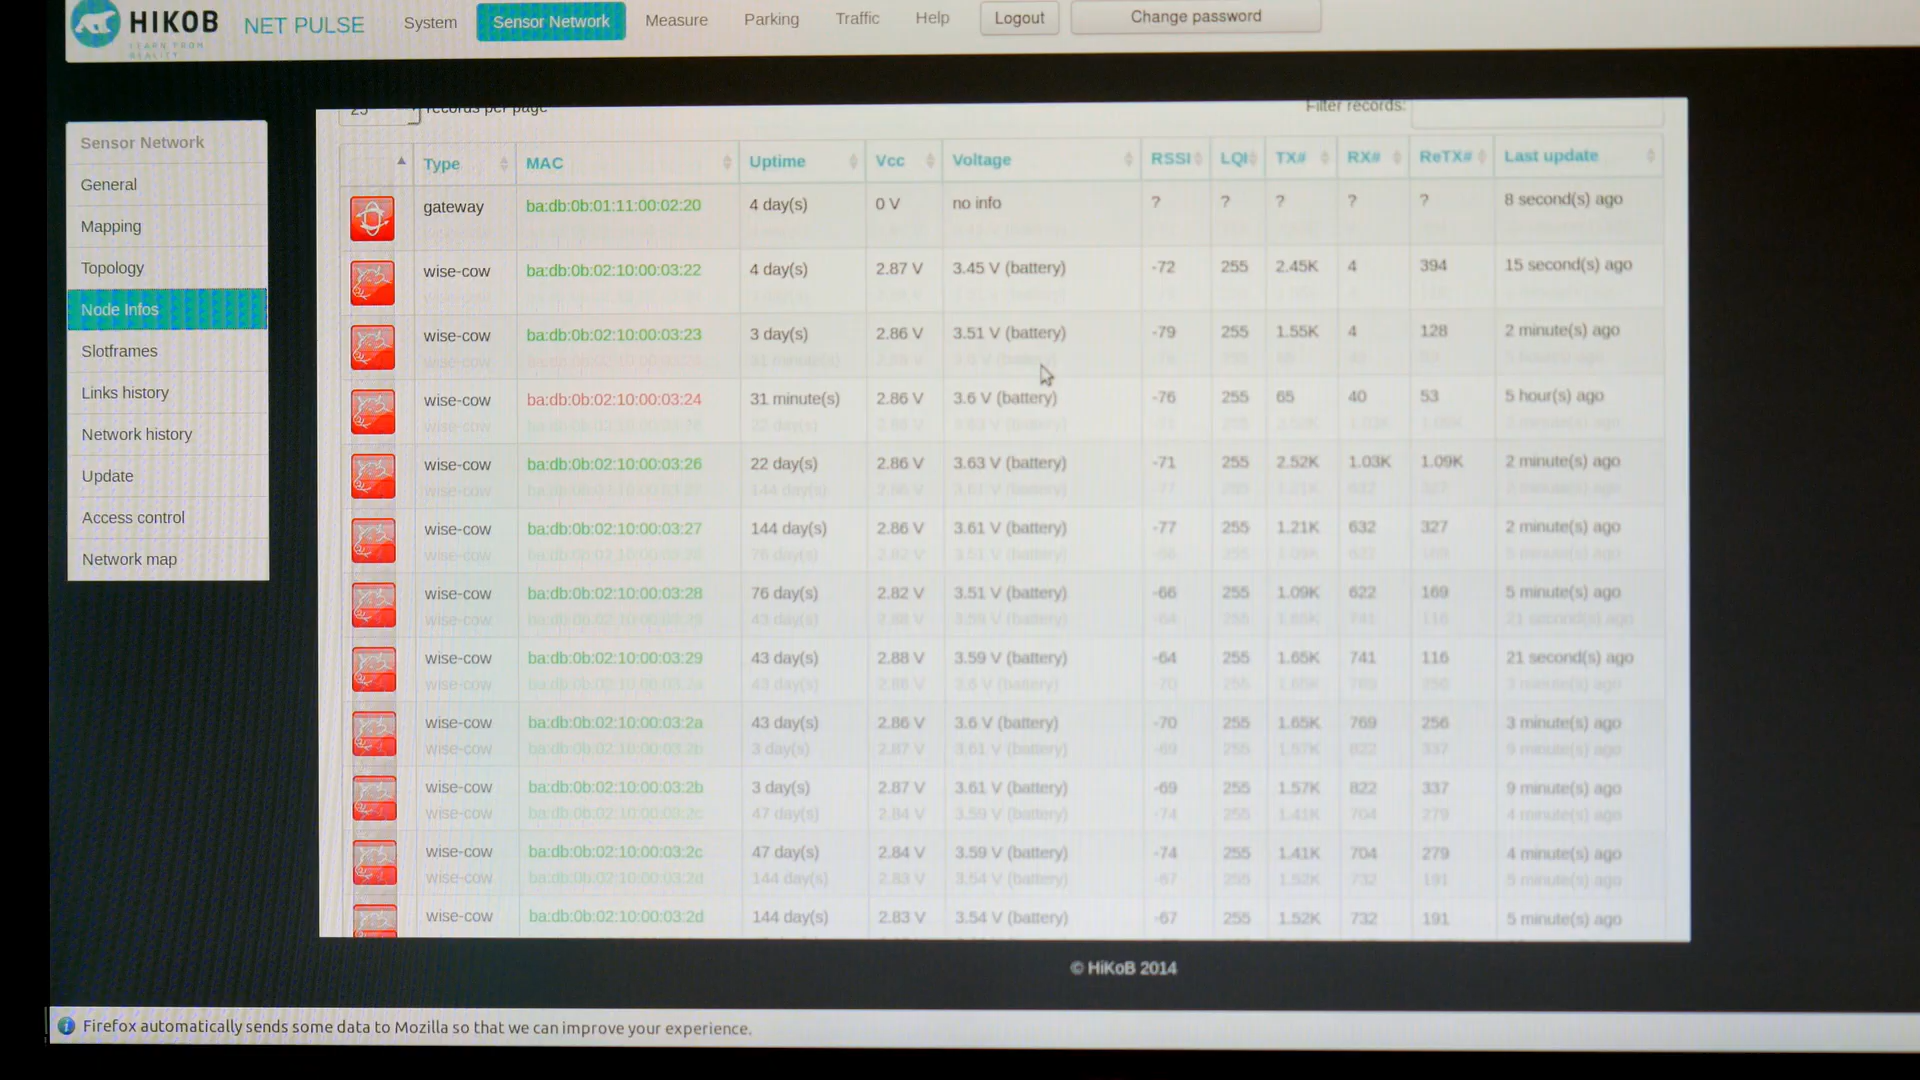 HIKOB NET PULSE System Sensor Network Measure Parking Traffic Help Logout Change password
LEARN FROM
REALITY
25 records per page Filter records:
Sensor Network
General
Mapping
Topology
Node Infos
Slotframes
Links history
Network history
Update
Access control
Network map
Type MAC Uptime Vcc Voltage RSSI LQI TX# RX# ReTX# Last update
gateway ba:db:0b:01:11:00:02:20 4 day(s) 0 V no info ? ? ? ? ? 8 second(s) ago
wise-cow ba:db:0b:02:10:00:03:22 4 day(s) 2.87 V 3.45 V (battery) -72 255 2.45K 4 394 15 second(s) ago
wise-cow ba:db:0b:02:10:00:03:23 3 day(s) 2.86 V 3.51 V (battery) -79 255 1.55K 4 128 2 minute(s) ago
wise-cow ba:db:0b:02:10:00:03:24 31 minute(s) 2.86 V 3.6 V (battery) -76 255 65 40 53 5 hour(s) ago
wise-cow ba:db:0b:02:10:00:03:26 22 day(s) 2.86 V 3.63 V (battery) -71 255 2.52K 1.03K 1.09K 2 minute(s) ago
wise-cow ba:db:0b:02:10:00:03:27 144 day(s) 2.86 V 3.61 V (battery) -77 255 1.21K 632 327 2 minute(s) ago
wise-cow ba:db:0b:02:10:00:03:28 76 day(s) 2.82 V 3.51 V (battery) -66 255 1.09K 622 169 5 minute(s) ago
wise-cow ba:db:0b:02:10:00:03:29 43 day(s) 2.88 V 3.59 V (battery) -64 255 1.65K 741 116 21 second(s) ago
wise-cow ba:db:0b:02:10:00:03:2a 43 day(s) 2.86 V 3.6 V (battery) -70 255 1.65K 769 256 3 minute(s) ago
wise-cow ba:db:0b:02:10:00:03:2b 3 day(s) 2.87 V 3.61 V (battery) -69 255 1.57K 822 337 9 minute(s) ago
wise-cow ba:db:0b:02:10:00:03:2c 47 day(s) 2.84 V 3.59 V (battery) -74 255 1.41K 704 279 4 minute(s) ago
wise-cow ba:db:0b:02:10:00:03:2d 144 day(s) 2.83 V 3.54 V (battery) -67 255 1.52K 732 191 5 minute(s) ago
© HiKoB 2014
Firefox automatically sends some data to Mozilla so that we can improve your experience.